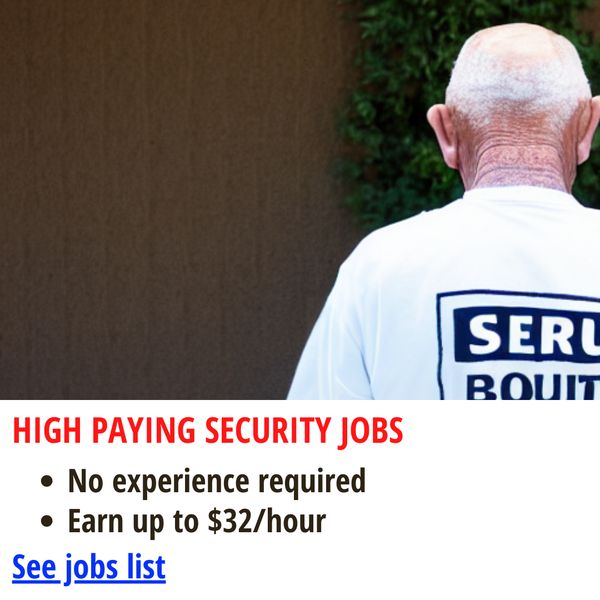 SERU
BOUIT
HIGH PAYING SECURITY JOBS
• No experience required
• Earn up to $32/hour
See jobs list